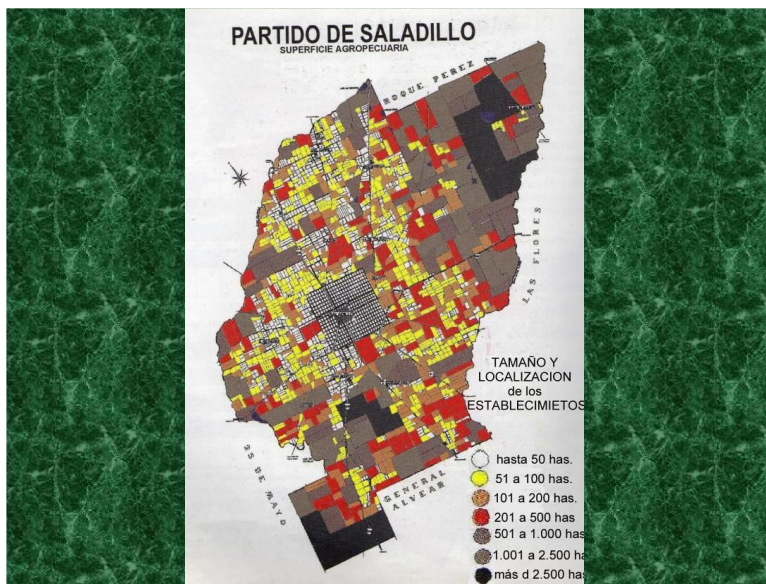 PARTIDO DE SALADILLO
SUPERFICIE AGROPECUARIA
ROQUE PEREZ
LAS FLORES
TAMAÑO Y
LOCALIZACION
de los
ESTABLECIMIETOS
hasta 50 has.
51 a 100 has.
101 a 200 has.
201 a 500 has
501 a 1.000 has
1.001 a 2.500 ha
más d 2.500 has
25 DE MAYO
GENERAL
ALVEAR